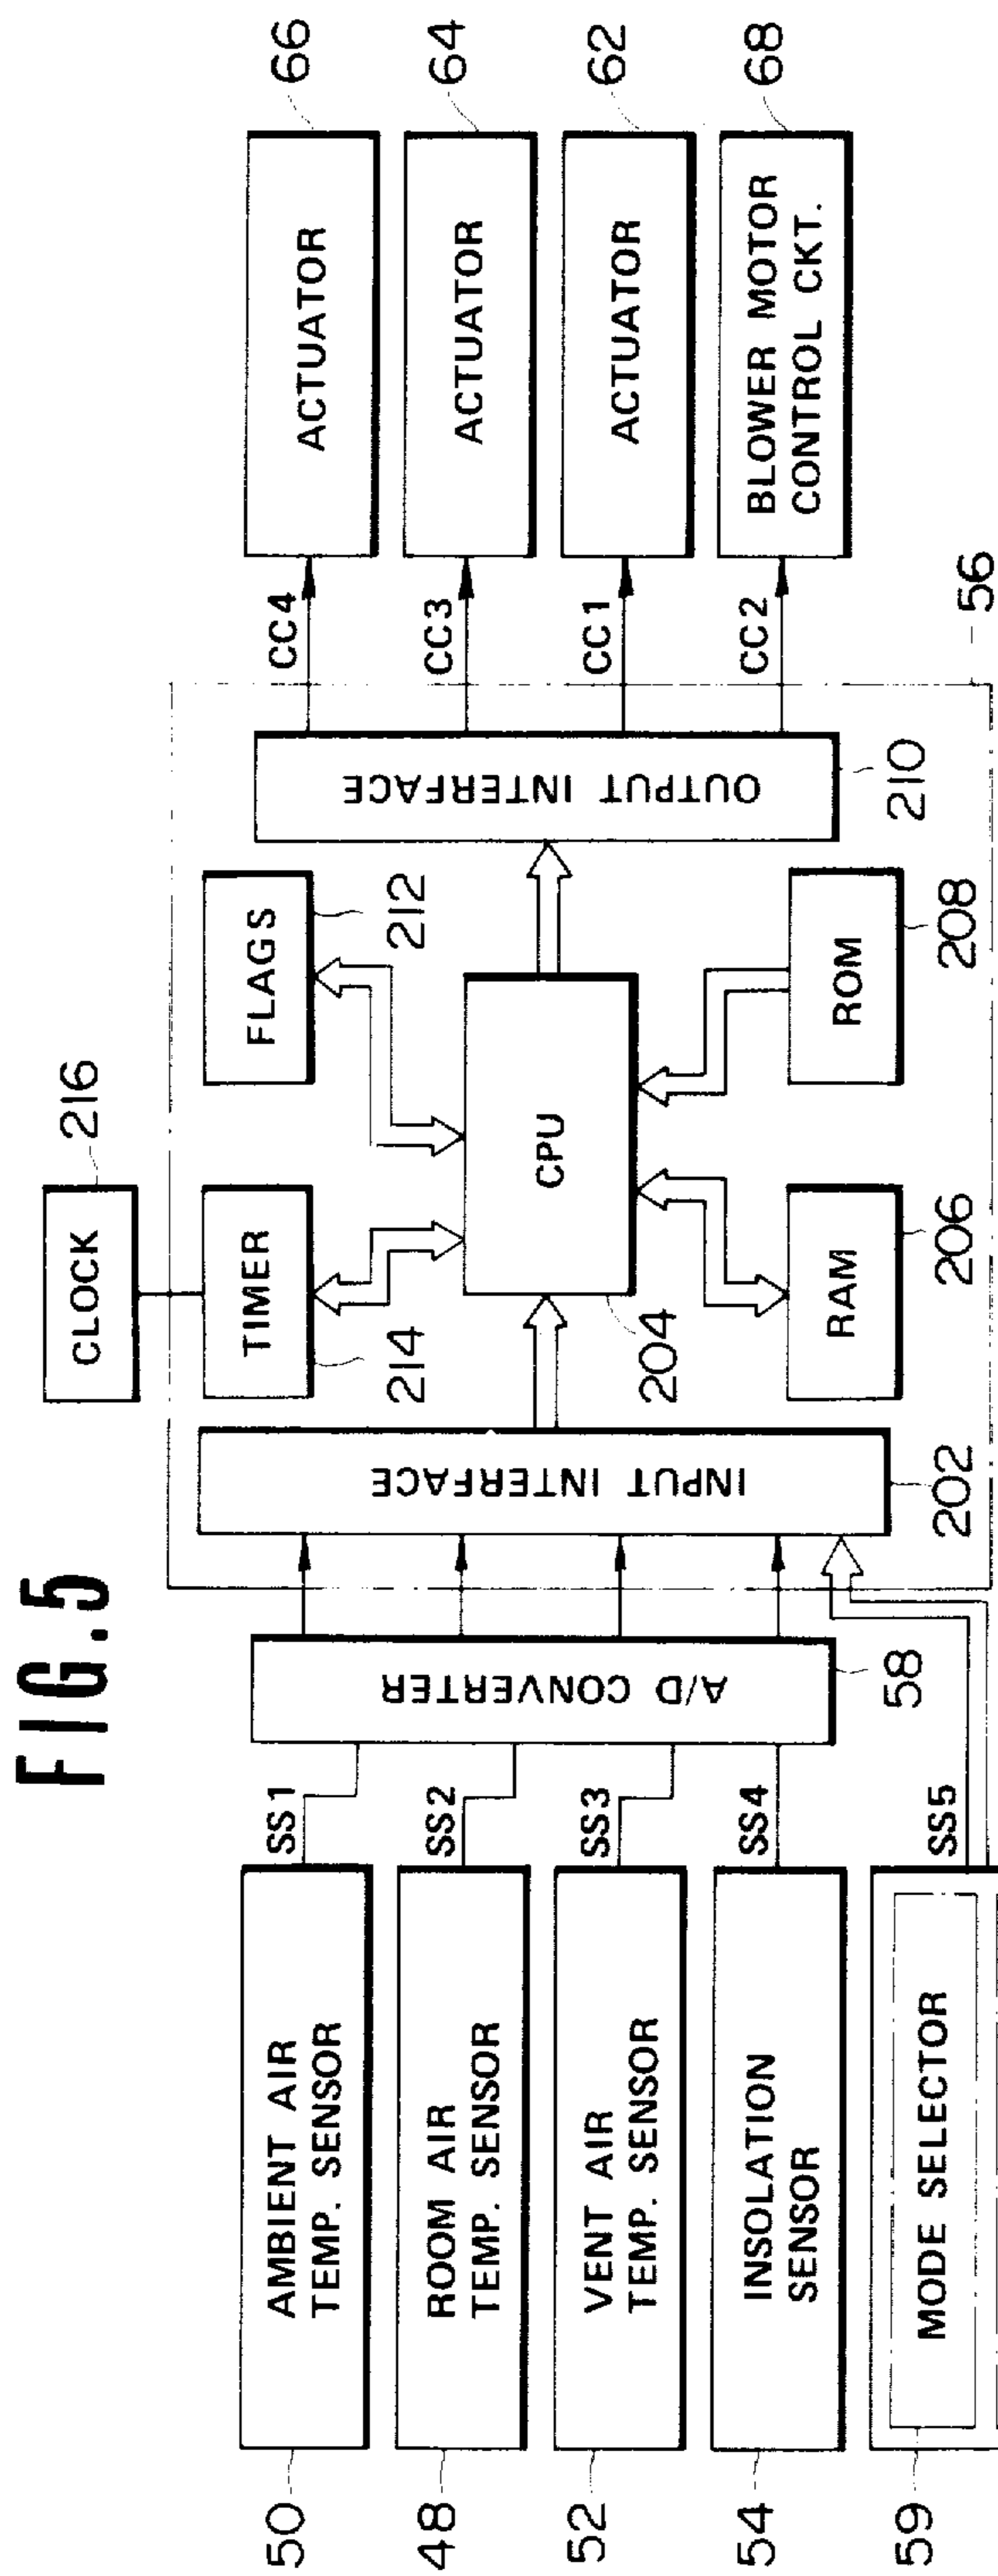 FIG.5
50
AMBIENT AIR
TEMP. SENSOR
SS1
48
ROOM AIR
TEMP. SENSOR
SS2
52
VENT AIR
TEMP. SENSOR
SS3
54
INSOLATION
SENSOR
SS4
59
MODE SELECTOR
SS5
A/D CONVERTER
58
INPUT INTERFACE
202
CLOCK
216
TIMER
214
FLAGS
212
CPU
204
RAM
206
ROM
208
OUTPUT INTERFACE
210
56
CC4
ACTUATOR
66
CC3
ACTUATOR
64
CC1
ACTUATOR
62
CC2
BLOWER MOTOR
CONTROL CKT.
68